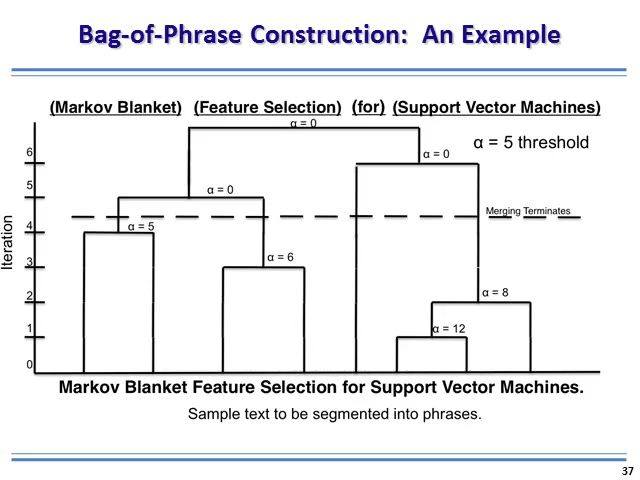 Bag-of-Phrase Construction: An Example
(Markov Blanket) (Feature Selection) (for) (Support Vector Machines)
α = 0
α = 5 threshold
6
α = 0
5
α = 0
Merging Terminates
4
α = 5
3
α = 6
2
α = 8
1
α = 12
0
Iteration
Markov Blanket Feature Selection for Support Vector Machines.
Sample text to be segmented into phrases.
37